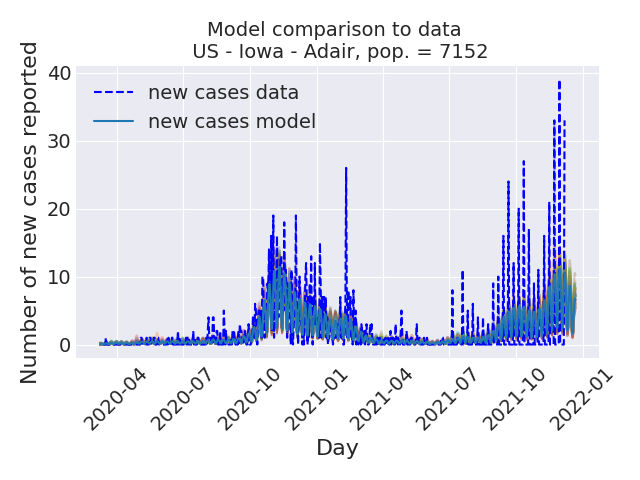 Model comparison to data
US - Iowa - Adair, pop. = 7152
Number of new cases reported
40
30
20
10
0
new cases data
new cases model
2020-04
2020-07
2020-10
2021-01
2021-04
2021-07
2021-10
2022-01
Day